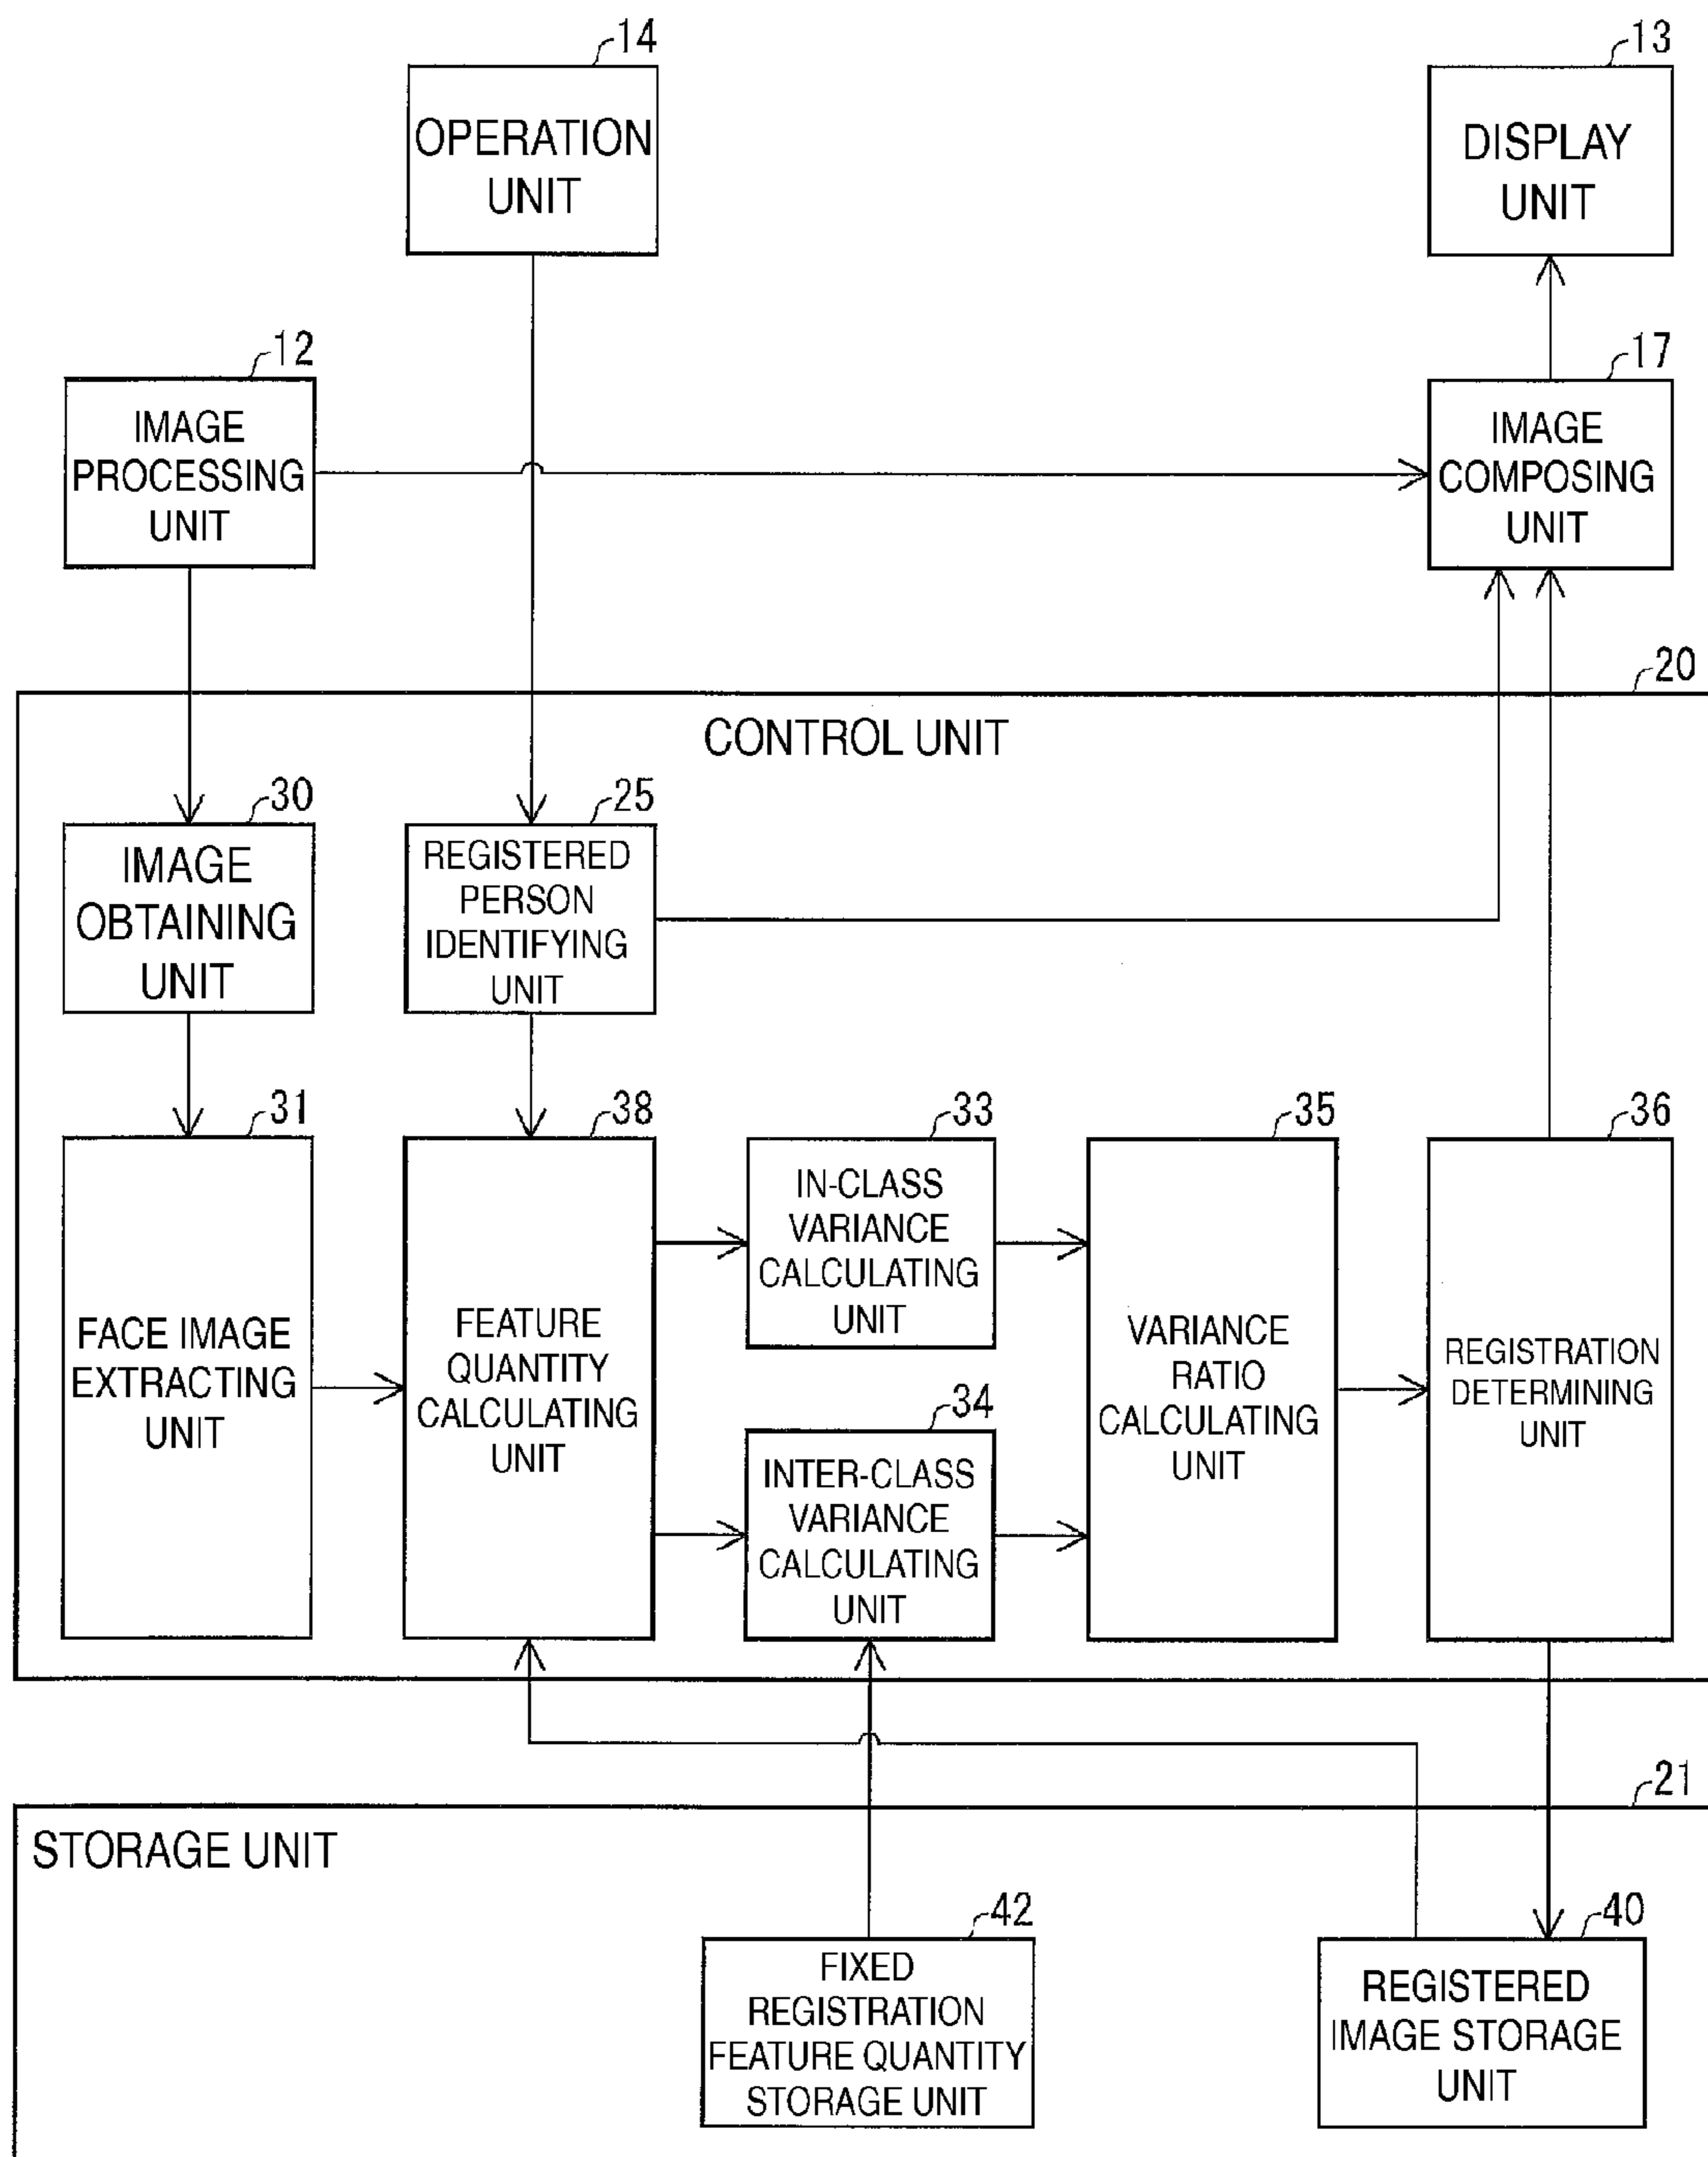 14
OPERATION
UNIT
13
DISPLAY
UNIT
12
IMAGE
PROCESSING
UNIT
17
IMAGE
COMPOSING
UNIT
20
CONTROL UNIT
30
IMAGE
OBTAINING
UNIT
25
REGISTERED
PERSON
IDENTIFYING
UNIT
31
FACE IMAGE
EXTRACTING
UNIT
38
FEATURE
QUANTITY
CALCULATING
UNIT
33
IN-CLASS
VARIANCE
CALCULATING
UNIT
34
INTER-CLASS
VARIANCE
CALCULATING
UNIT
35
VARIANCE
RATIO
CALCULATING
UNIT
36
REGISTRATION
DETERMINING
UNIT
21
STORAGE UNIT
42
FIXED
REGISTRATION
FEATURE QUANTITY
STORAGE UNIT
40
REGISTERED
IMAGE STORAGE
UNIT